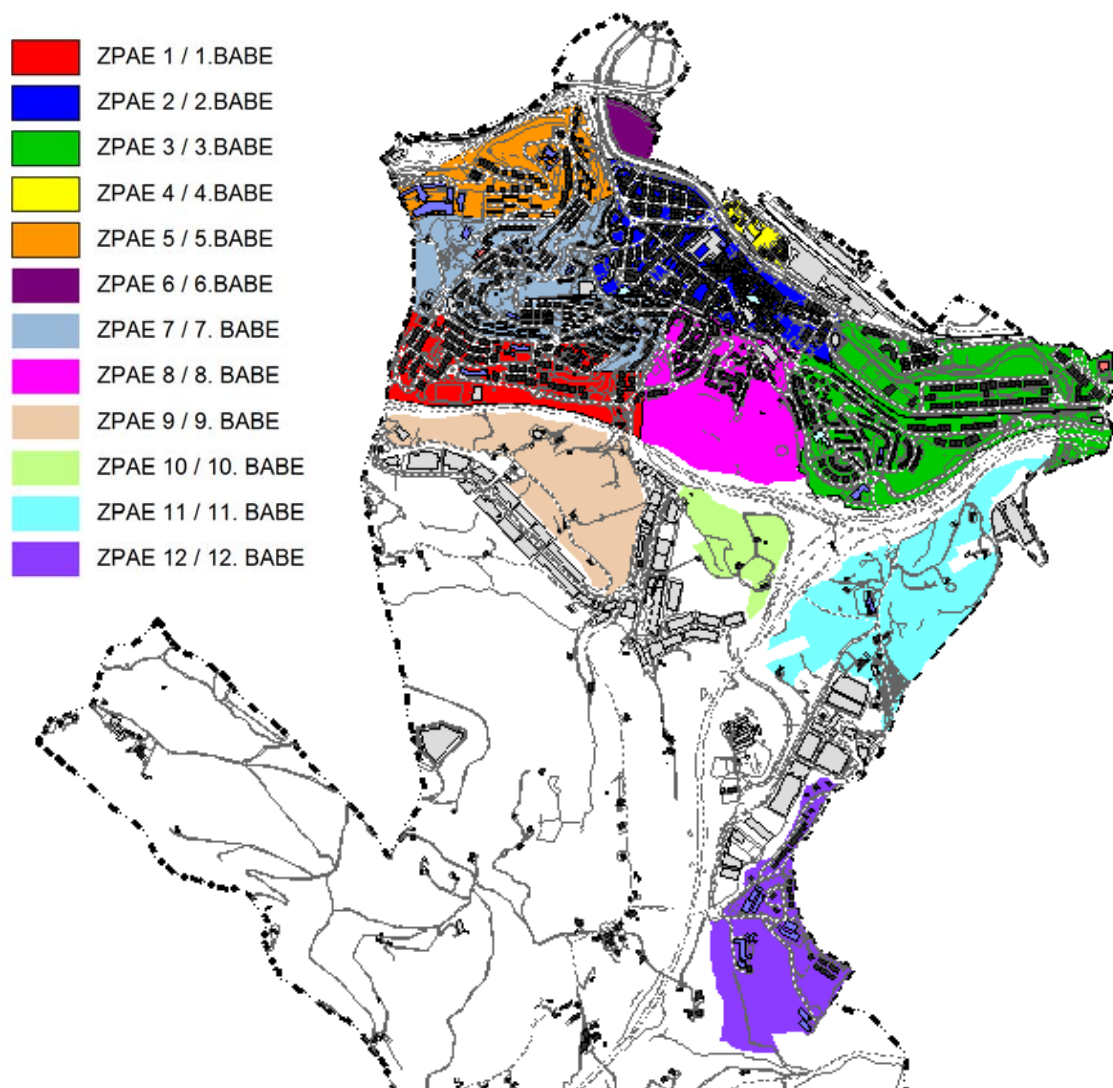 ZPAE 1 / 1.BABE
ZPAE 2 / 2.BABE
ZPAE 3 / 3.BABE
ZPAE 4 / 4.BABE
ZPAE 5 / 5.BABE
ZPAE 6 / 6.BABE
ZPAE 7 / 7. BABE
ZPAE 8 / 8. BABE
ZPAE 9 / 9. BABE
ZPAE 10 / 10. BABE
ZPAE 11 / 11. BABE
ZPAE 12 / 12. BABE